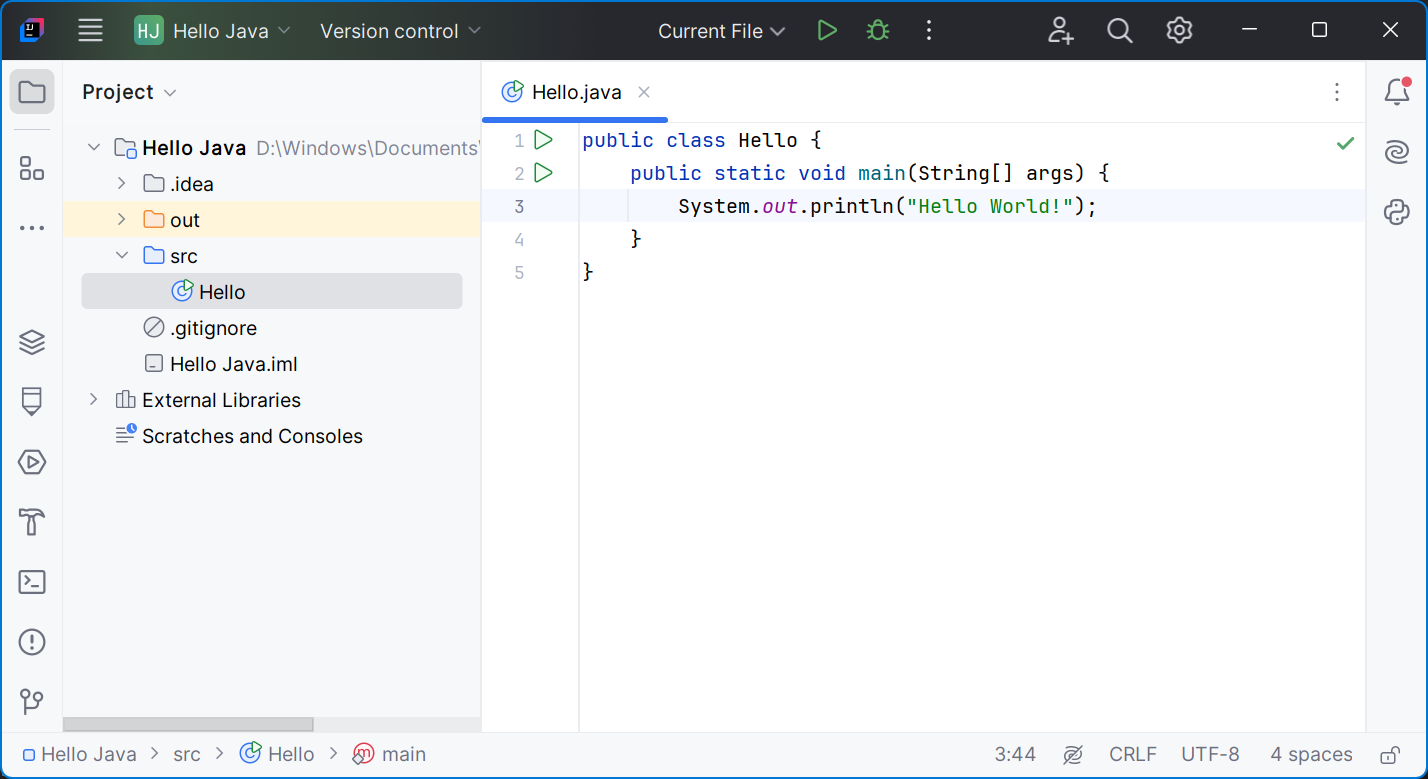 IJ HJ Hello Java Version control Current File
Project
Hello Java D:\Windows\Documents\
.idea
out
src
Hello
.gitignore
Hello Java.iml
External Libraries
Scratches and Consoles
Hello.java
1 public class Hello {
2 public static void main(String[] args) {
3 System.out.println("Hello World!");
4 }
5 }
Hello Java > src > Hello > main 3:44 CRLF UTF-8 4 spaces